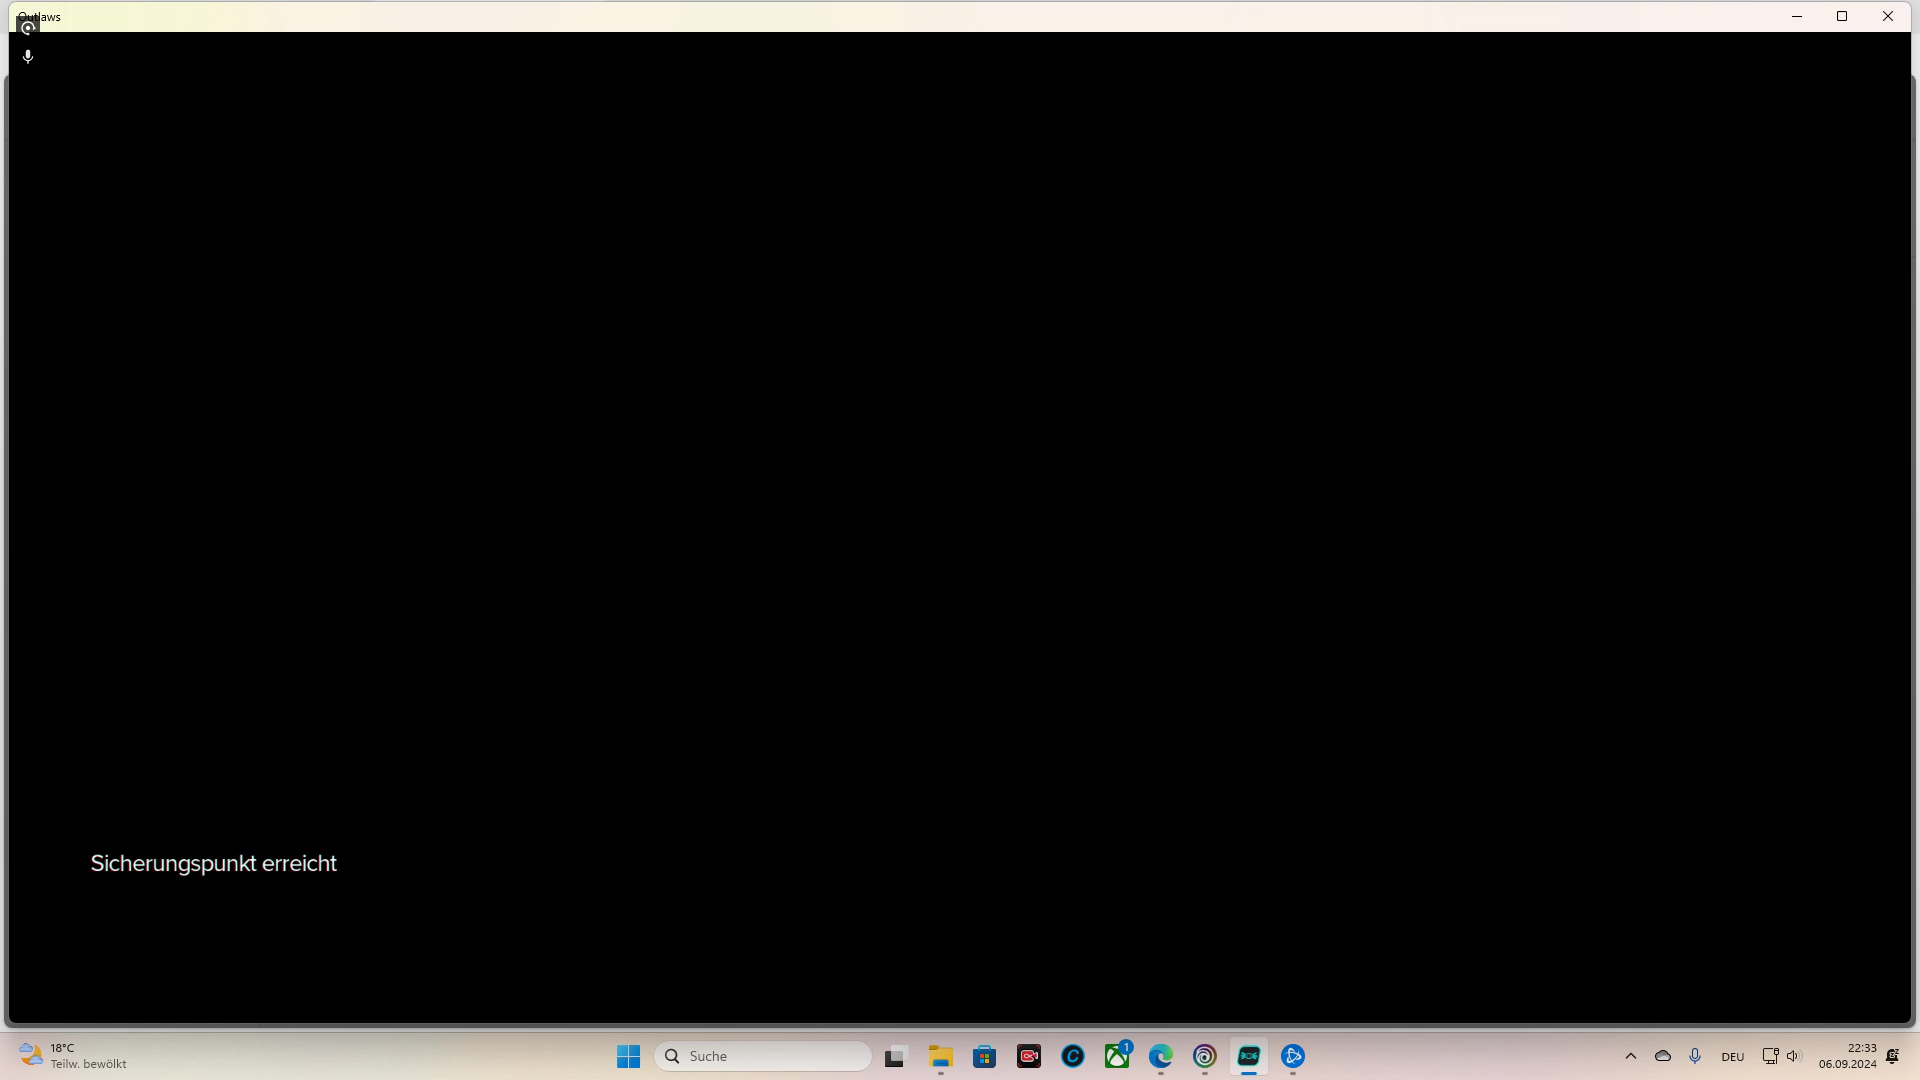 Outlaws
Sicherungspunkt erreicht
18°C
Teilw. bewölkt
Suche
1
DEU
22:33
06.09.2024